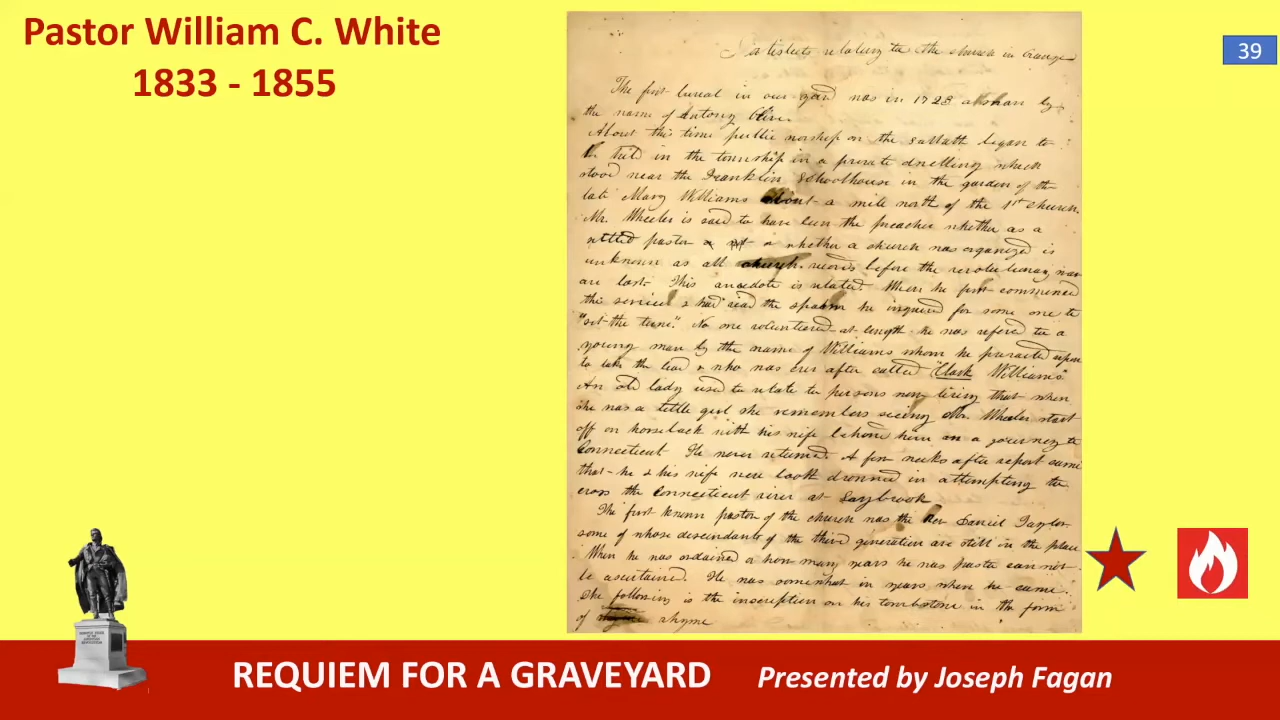 Pastor William C. White
1833 - 1855
39
relating to the church in Orange
The first burial in our yard was in 1723 a man by
the name of Antony Olive.
About this time public worship on the sabbath began to
be held in the township in a private dwelling which
stood near the Franklin Schoolhouse in the garden of the
late Mary Williams about a mile north of the 1st church.
Mr. Wheeler is said to have been the preacher whether as a
settled pastor or whether a church was organized is
unknown as all church records before the revolutionary war
are lost. This anecdote is related. When he first commenced
his services & had read the he inquired for some one to
"set the tune". No one volunteered at length he was refered to a
young man by the name of Williams whom he upon
to take the lead & who was ever after called "Clark Williams".
An old lady used to relate to persons now living that when
she was a little girl she remembers seeing Mr. Wheeler start
off on horseback with his wife behind him on a journey to
Connecticut He never returned. A few weeks after report came
that he & his wife were both drowned in attempting to
cross the Connecticut river at Saybrook
The first known pastor of the church was the Rev Daniel Taylor
some of whose descendants of the third generation are still in the place.
When he was ordained or how many years he was pastor can not
be ascertained. He was somewhat in years when he came.
The following is the inscription on his tombstone in the form
of rhyme
REQUIEM FOR A GRAVEYARD Presented by Joseph Fagan